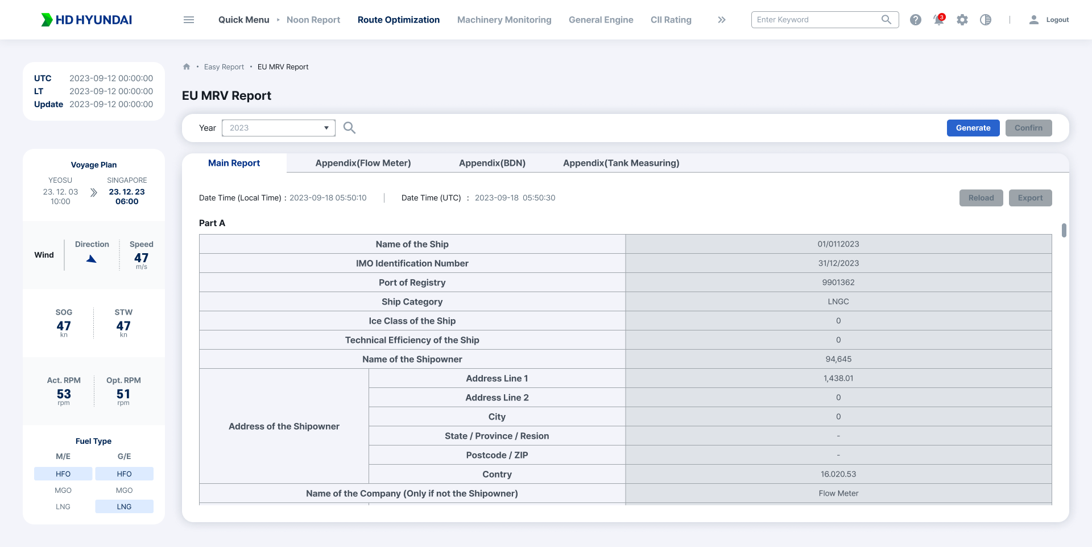 HD HYUNDAI
Quick Menu • Noon Report Route Optimization Machinery Monitoring General Engine CII Rating
Enter Keyword
3
Logout
UTC 2023-09-12 00:00:00
LT 2023-09-12 00:00:00
Update 2023-09-12 00:00:00
Voyage Plan
YEOSU SINGAPORE
23. 12. 03 23. 12. 23
10:00 06:00
Wind Direction Speed
47
m/s
SOG STW
47 47
kn kn
Act. RPM Opt. RPM
53 51
rpm rpm
Fuel Type
M/E G/E
HFO HFO
MGO MGO
LNG LNG
• Easy Report • EU MRV Report
EU MRV Report
Year 2023
Generate Confirm
Main Report Appendix(Flow Meter) Appendix(BDN) Appendix(Tank Measuring)
Date Time (Local Time) : 2023-09-18 05:50:10 | Date Time (UTC) : 2023-09-18 05:50:30
Reload Export
Part A
Name of the Ship 01/0112023
IMO Identification Number 31/12/2023
Port of Registry 9901362
Ship Category LNGC
Ice Class of the Ship 0
Technical Efficiency of the Ship 0
Name of the Shipowner 94,645
Address of the Shipowner
Address Line 1 1,438.01
Address Line 2 0
City 0
State / Province / Resion -
Postcode / ZIP -
Contry 16.020.53
Name of the Company (Only if not the Shipowner) Flow Meter